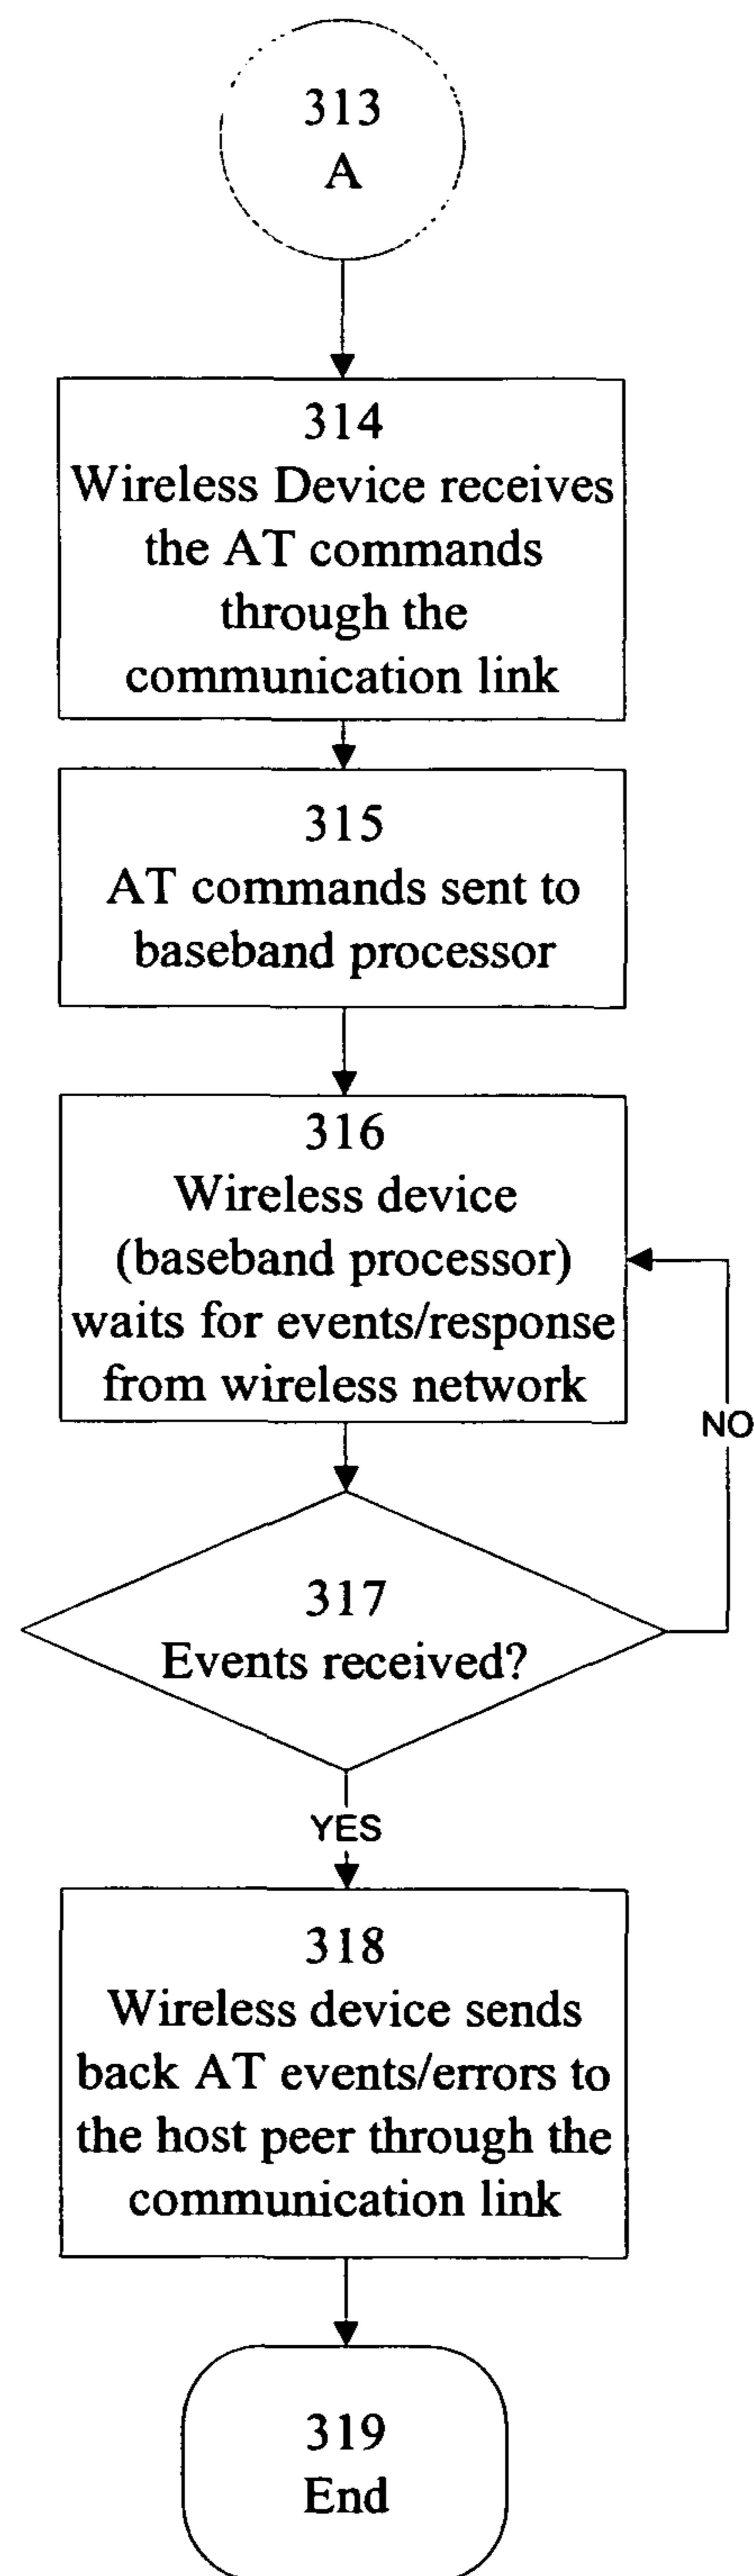 313
A
314
Wireless Device receives
the AT commands
through the
communication link
315
AT commands sent to
baseband processor
316
Wireless device
(baseband processor)
waits for events/response
from wireless network
NO
317
Events received?
YES
318
Wireless device sends
back AT events/errors to
the host peer through the
communication link
319
End